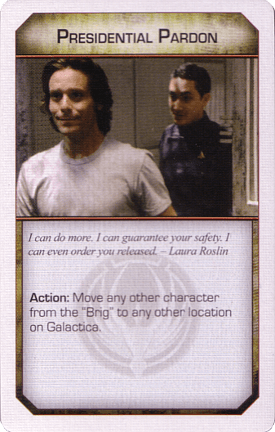 PRESIDENTIAL PARDON
I can do more. I can guarantee your safety. I
can even order you released. – Laura Roslin
Action: Move any other character
from the "Brig" to any other location
on Galactica.